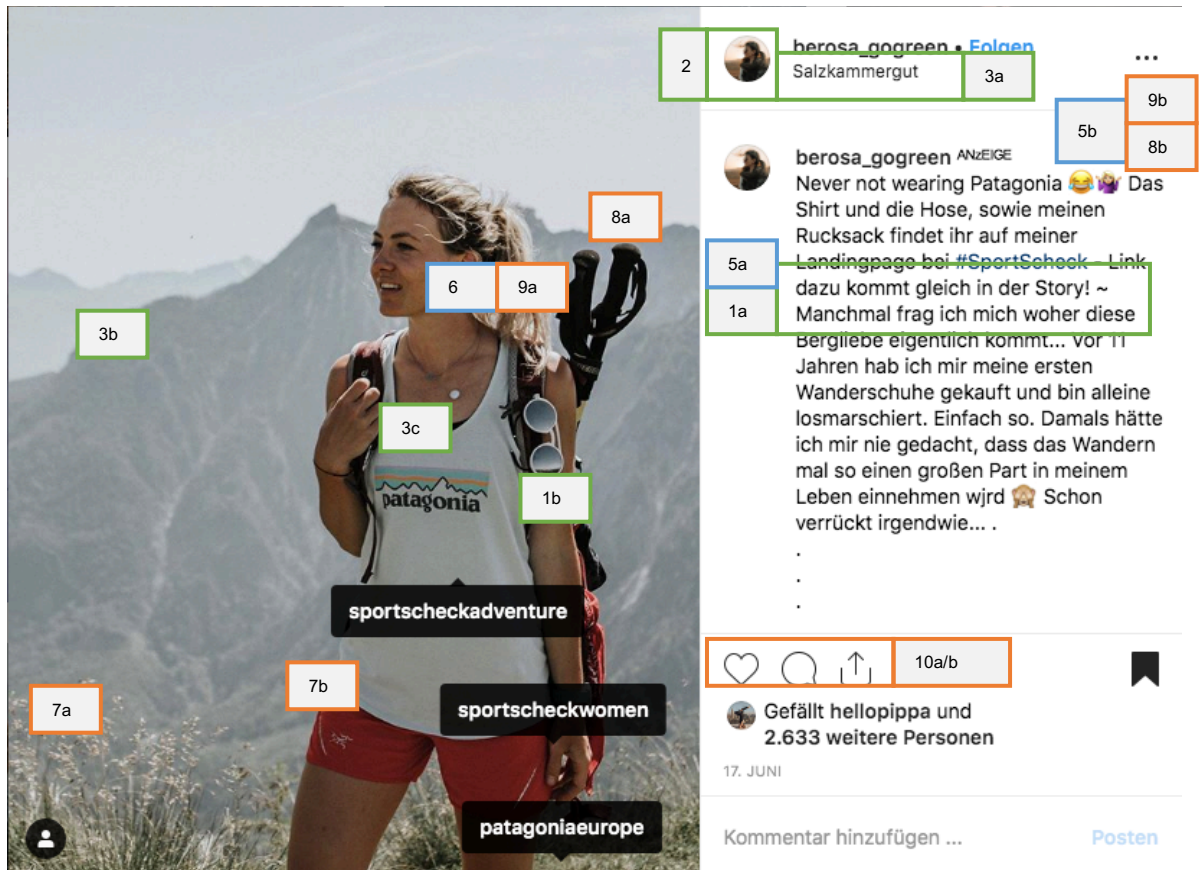 2
berosa_gogreen • Folgen
Salzkammergut
3a
9b
5b
8b
berosa_gogreen ANzEIGE
Never not wearing Patagonia 😂🤷‍♀️ Das
Shirt und die Hose, sowie meinen
Rucksack findet ihr auf meiner
Landingpage bei #SportScheck - Link
dazu kommt gleich in der Story! ~
Manchmal frag ich mich woher diese
Bergliebe eigentlich kommt... Vor 11
Jahren hab ich mir meine ersten
Wanderschuhe gekauft und bin alleine
losmarschiert. Einfach so. Damals hätte
ich mir nie gedacht, dass das Wandern
mal so einen großen Part in meinem
Leben einnehmen wjrd 🙈 Schon
verrückt irgendwie... .
.
.
.
5a
1a
8a
6
9a
3b
3c
patagonia
1b
sportscheckadventure
7b
7a
sportscheckwomen
patagoniaeurope
10a/b
Gefällt hellopippa und
2.633 weitere Personen
17. JUNI
Kommentar hinzufügen ...
Posten